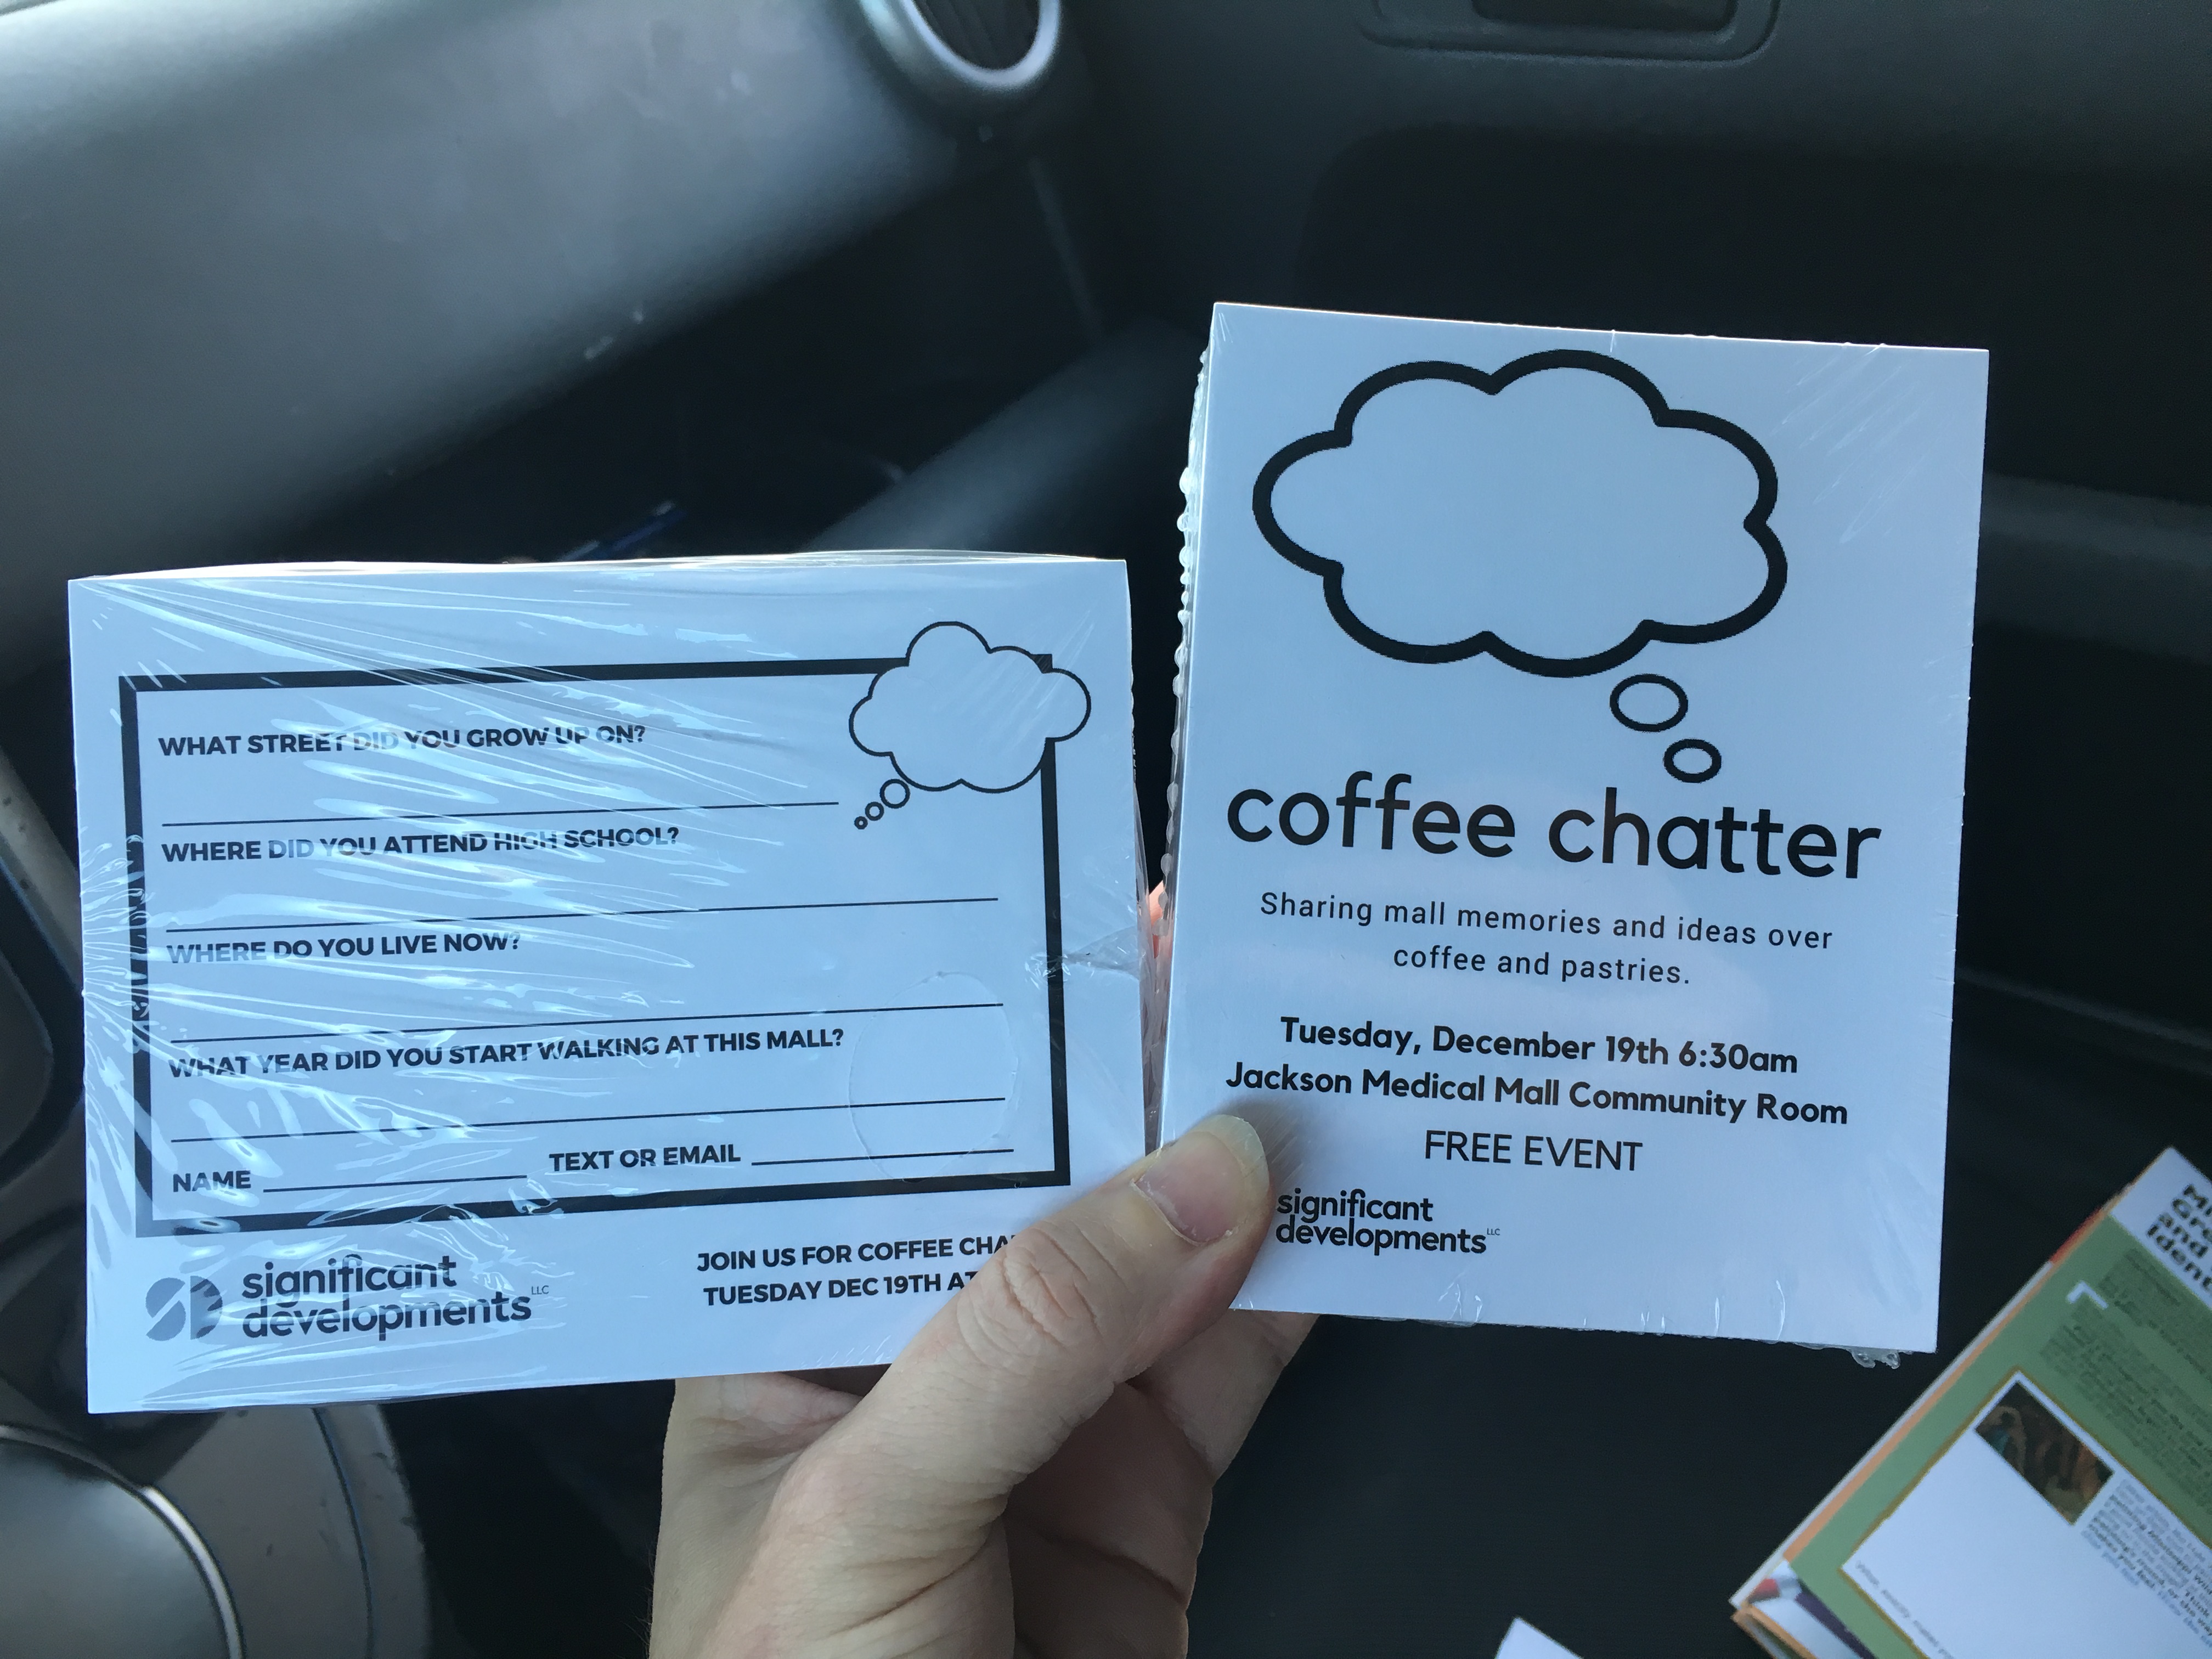 WHAT STREET DID YOU GROW UP ON?
WHERE DID YOU ATTEND HIGH SCHOOL?
WHERE DO YOU LIVE NOW?
WHAT YEAR DID YOU START WALKING AT THIS MALL?
NAME TEXT OR EMAIL
significant
developments LLC
JOIN US FOR COFFEE
TUESDAY DEC 19TH
coffee chatter
Sharing mall memories and ideas over
coffee and pastries.
Tuesday, December 19th 6:30am
Jackson Medical Mall Community Room
FREE EVENT
significant
developments LLC
and